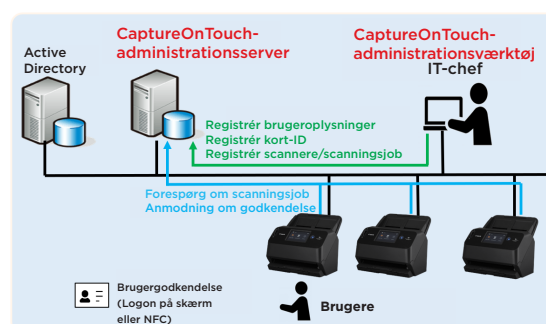 Active
Directory
CaptureOnTouch-
administrationsserver
CaptureOnTouch-
administrationsværktøj
IT-chef
Registrér brugeroplysninger
Registrér kort-ID
Registrér scannere/scanningsjob
Forespørg om scanningsjob
Anmodning om godkendelse
Brugergodkendelse
(Logon på skærm
eller NFC)
Brugere